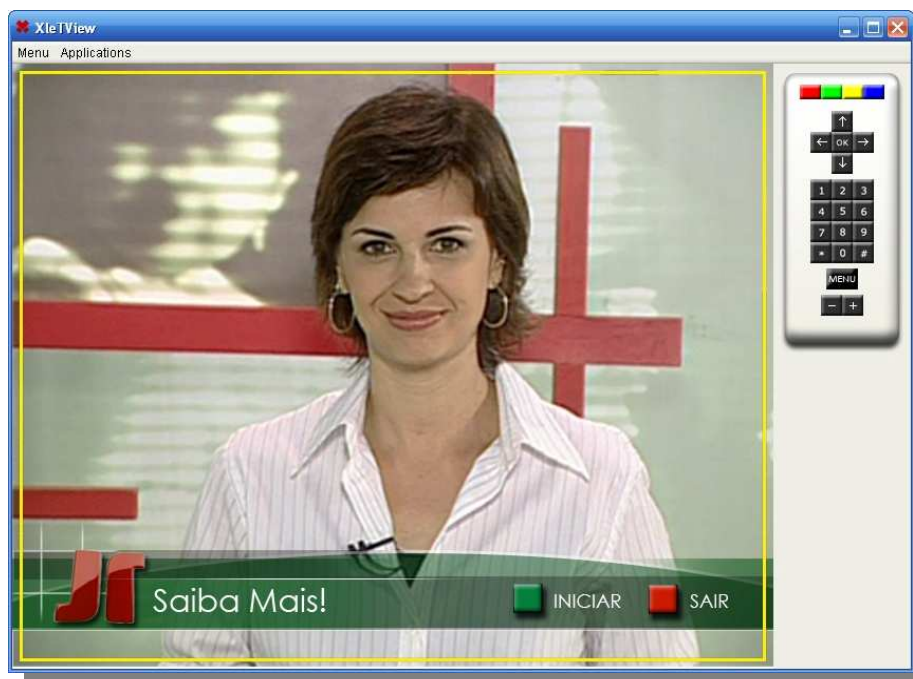 XleTView
Menu Applications
↑
← OK →
↓
1 2 3
4 5 6
7 8 9
* 0 #
MENU
− +
Jr
Saiba Mais! INICIAR SAIR